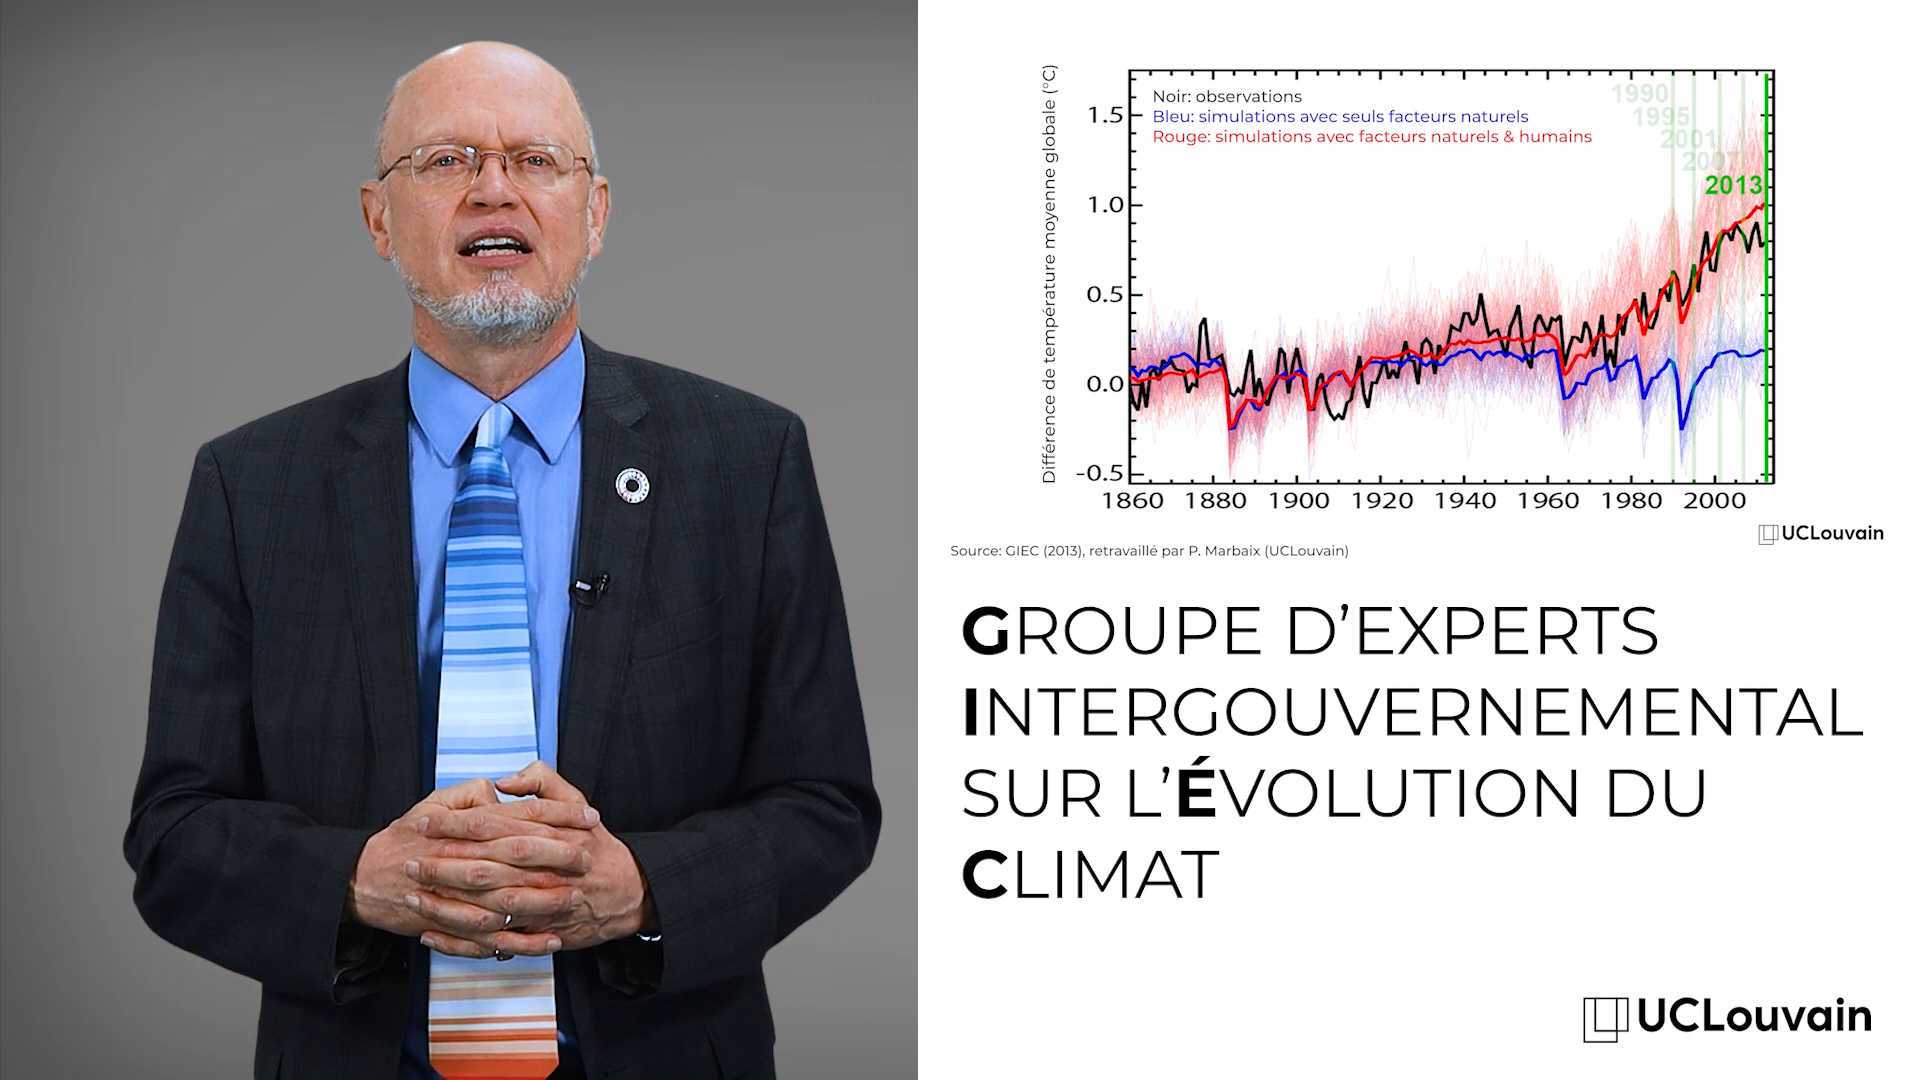 Différence de température moyenne globale (°C)
Noir: observations
Bleu: simulations avec seuls facteurs naturels
Rouge: simulations avec facteurs naturels & humains
1990
1995
2001
2007
2013
1.5
1.0
0.5
0.0
-0.5
1860 1880 1900 1920 1940 1960 1980 2000
UCLouvain
Source: GIEC (2013), retravaillé par P. Marbaix (UCLouvain)
GROUPE D’EXPERTS
INTERGOUVERNEMENTAL
SUR L’ÉVOLUTION DU
CLIMAT
UCLouvain